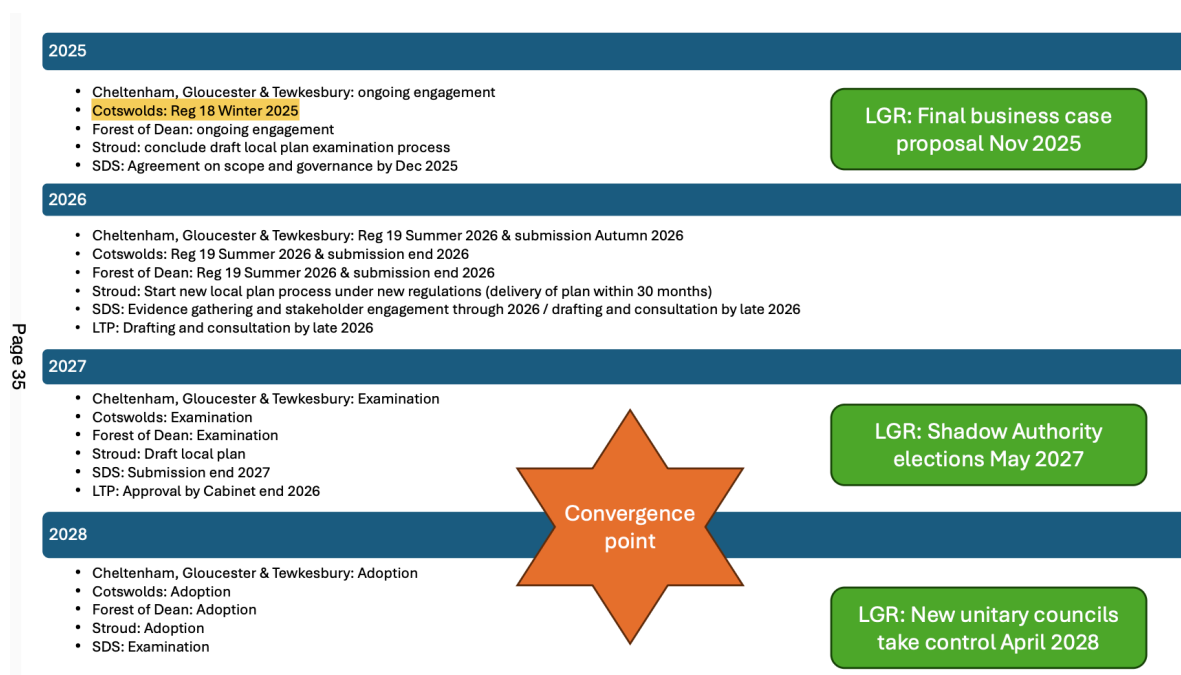 2025
• Cheltenham, Gloucester & Tewkesbury: ongoing engagement
• Cotswolds: Reg 18 Winter 2025
• Forest of Dean: ongoing engagement
• Stroud: conclude draft local plan examination process
• SDS: Agreement on scope and governance by Dec 2025
LGR: Final business case
proposal Nov 2025
2026
• Cheltenham, Gloucester & Tewkesbury: Reg 19 Summer 2026 & submission Autumn 2026
• Cotswolds: Reg 19 Summer 2026 & submission end 2026
• Forest of Dean: Reg 19 Summer 2026 & submission end 2026
• Stroud: Start new local plan process under new regulations (delivery of plan within 30 months)
• SDS: Evidence gathering and stakeholder engagement through 2026 / drafting and consultation by late 2026
• LTP: Drafting and consultation by late 2026
Page 35
2027
• Cheltenham, Gloucester & Tewkesbury: Examination
• Cotswolds: Examination
• Forest of Dean: Examination
• Stroud: Draft local plan
• SDS: Submission end 2027
• LTP: Approval by Cabinet end 2026
LGR: Shadow Authority
elections May 2027
Convergence
point
2028
• Cheltenham, Gloucester & Tewkesbury: Adoption
• Cotswolds: Adoption
• Forest of Dean: Adoption
• Stroud: Adoption
• SDS: Examination
LGR: New unitary councils
take control April 2028